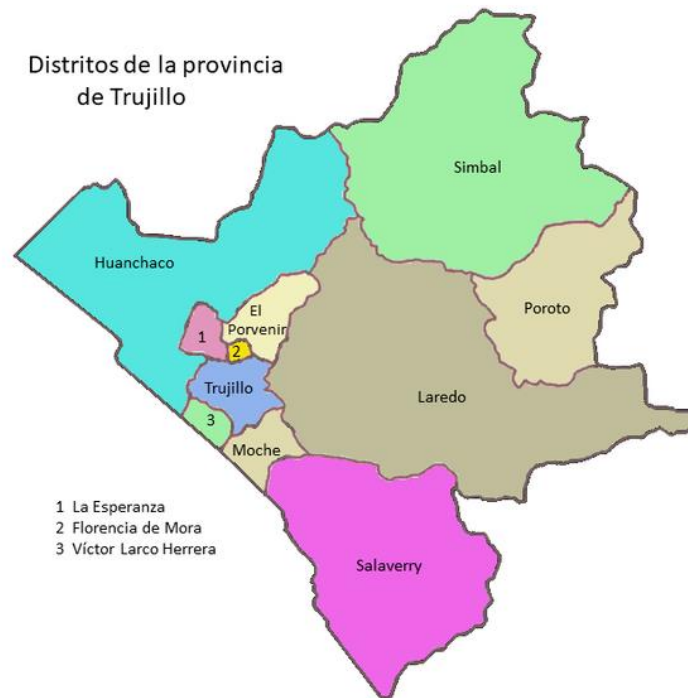 Distritos de la provincia
de Trujillo
Simbal
Huanchaco
Poroto
El
Porvenir
1
2
Trujillo
Laredo
3
Moche
1 La Esperanza
2 Florencia de Mora
3 Víctor Larco Herrera
Salaverry